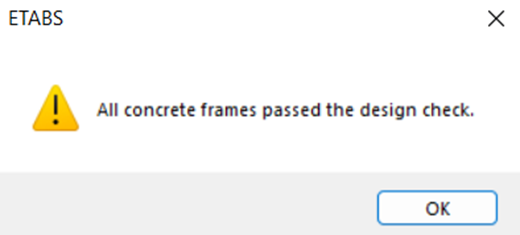 ETABS
All concrete frames passed the design check.
OK